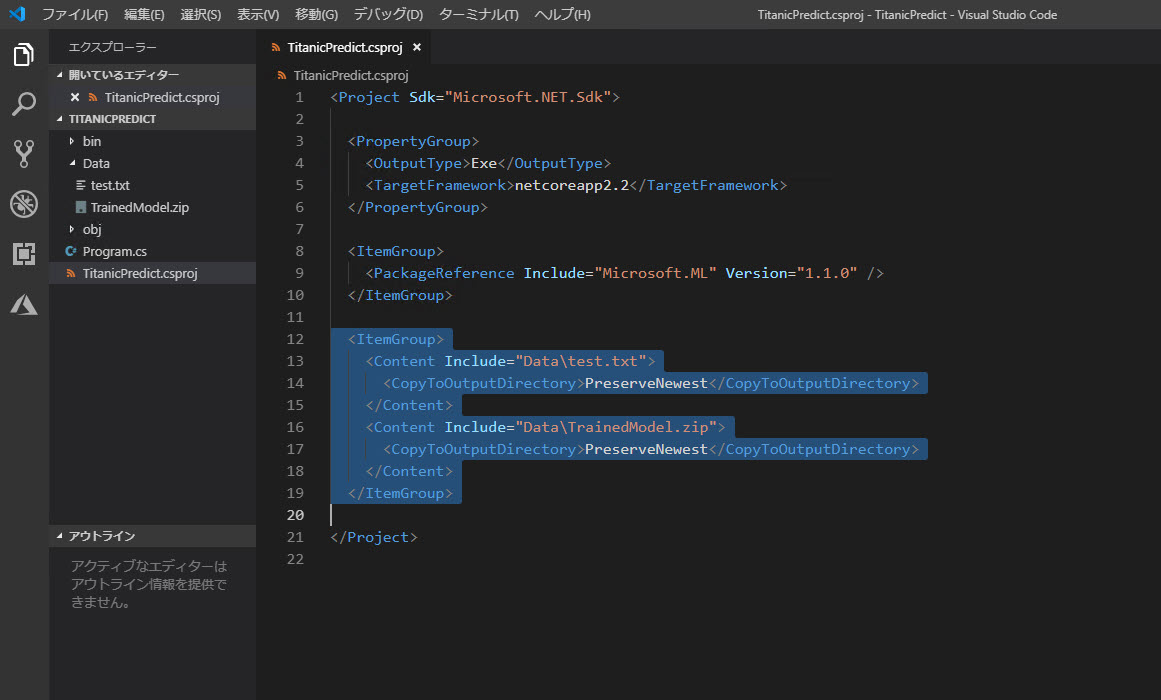 ファイル(F) 編集(E) 選択(S) 表示(V) 移動(G) デバッグ(D) ターミナル(T) ヘルプ(H) TitanicPredict.csproj - TitanicPredict - Visual Studio Code
エクスプローラー
開いているエディター
TitanicPredict.csproj
TITANICPREDICT
bin
Data
test.txt
TrainedModel.zip
obj
Program.cs
TitanicPredict.csproj
アウトライン
アクティブなエディターは
アウトライン情報を提供で
きません。
TitanicPredict.csproj
TitanicPredict.csproj
1 <Project Sdk="Microsoft.NET.Sdk">
2
3 <PropertyGroup>
4 <OutputType>Exe</OutputType>
5 <TargetFramework>netcoreapp2.2</TargetFramework>
6 </PropertyGroup>
7
8 <ItemGroup>
9 <PackageReference Include="Microsoft.ML" Version="1.1.0" />
10 </ItemGroup>
11
12 <ItemGroup>
13 <Content Include="Data\test.txt">
14 <CopyToOutputDirectory>PreserveNewest</CopyToOutputDirectory>
15 </Content>
16 <Content Include="Data\TrainedModel.zip">
17 <CopyToOutputDirectory>PreserveNewest</CopyToOutputDirectory>
18 </Content>
19 </ItemGroup>
20
21 </Project>
22